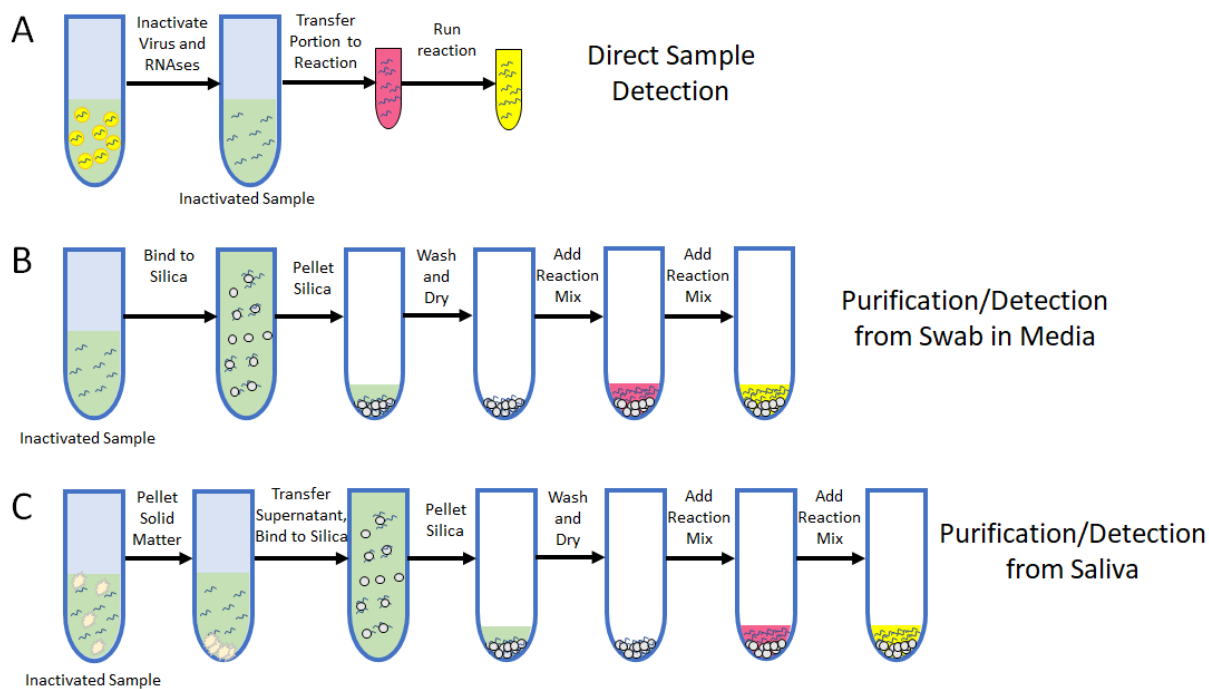 A
Inactivate
Virus and
RNAses
Transfer
Portion to
Reaction
Run
reaction
Direct Sample
Detection
Inactivated Sample
B
Bind to
Silica
Pellet
Silica
Wash
and
Dry
Add
Reaction
Mix
Add
Reaction
Mix
Purification/Detection
from Swab in Media
Inactivated Sample
C
Pellet
Solid
Matter
Transfer
Supernatant,
Bind to Silica
Pellet
Silica
Wash
and
Dry
Add
Reaction
Mix
Add
Reaction
Mix
Purification/Detection
from Saliva
Inactivated Sample